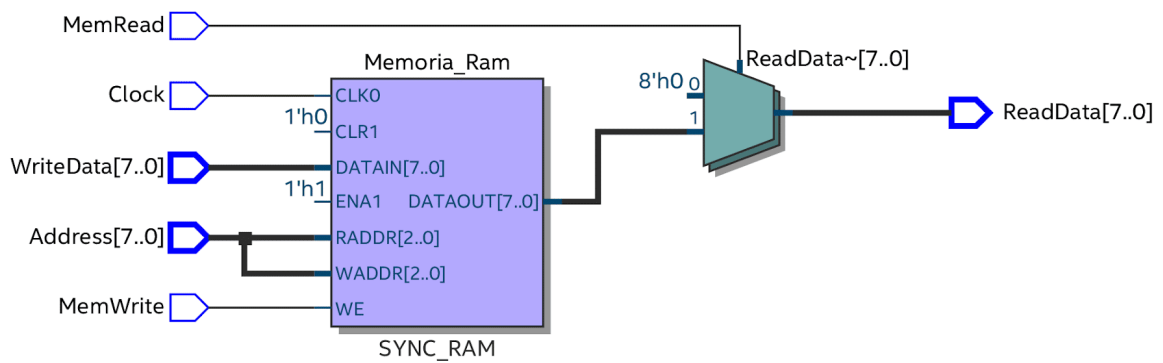 MemRead
ReadData~[7..0]
Memoria_Ram
8'h0 0
Clock
CLK0
1'h0
CLR1
1
ReadData[7..0]
WriteData[7..0]
DATAIN[7..0]
1'h1
ENA1 DATAOUT[7..0]
Address[7..0]
RADDR[2..0]
WADDR[2..0]
MemWrite
WE
SYNC_RAM